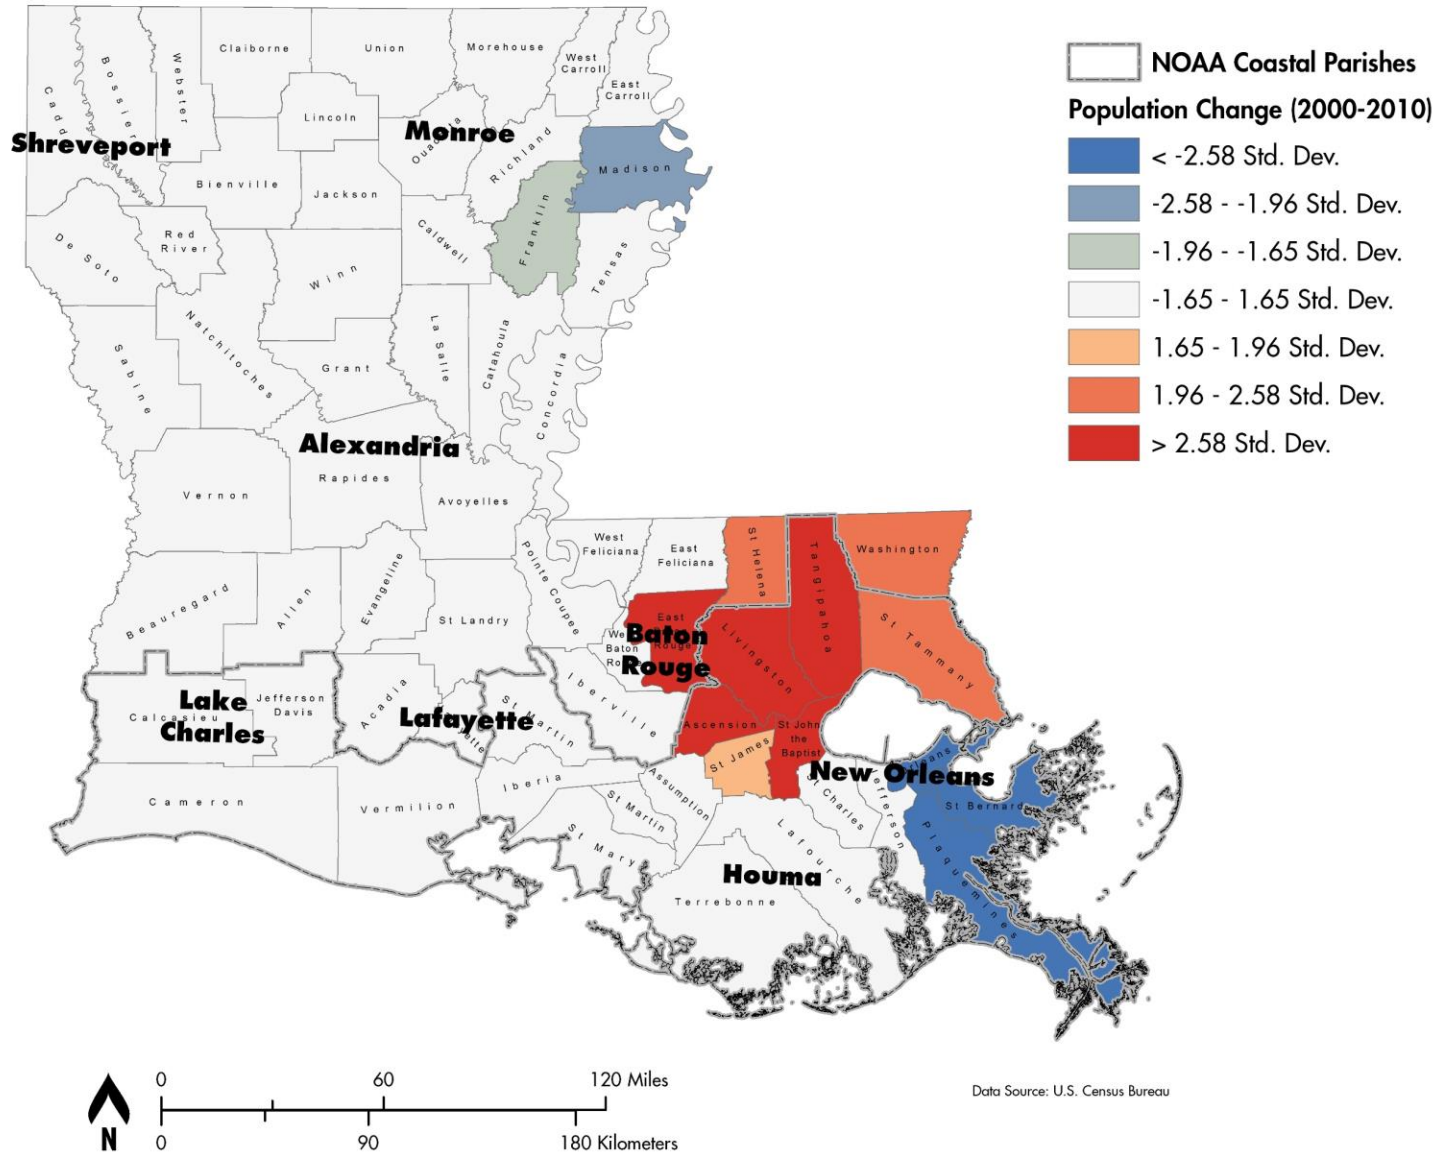 Claiborne
Union
Morehouse
West
Carroll
East
Carroll
Webster
Bossier
Caddo
Lincoln
Monroe
Shreveport
Richland
Madison
Bienville
Jackson
Franklin
Red
River
Caldwell
De Soto
Tensas
Winn
Natchitoches
La Salle
Catahoula
Concordia
Sabine
Grant
Alexandria
Rapides
Vernon
Avoyelles
West
Feliciana
East
Feliciana
St Helena
Tangipahoa
Washington
Pointe Coupee
Evangeline
Beauregard
Allen
St Landry
East
Rouge
Baton
Rouge
Baton
Livingston
St Tammany
Iberville
Jefferson
Davis
Lake
Charles
Calcasieu
Acadia
Lafayette
St Martin
Ascension
St John
the
Baptist
St James
New Orleans
St Bernard
Iberia
Assumption
St Charles
Jefferson
Cameron
Vermilion
St Martin
St Mary
Lafourche
Plaquemines
Houma
Terrebonne
NOAA Coastal Parishes
Population Change (2000-2010)
< -2.58 Std. Dev.
-2.58 - -1.96 Std. Dev.
-1.96 - -1.65 Std. Dev.
-1.65 - 1.65 Std. Dev.
1.65 - 1.96 Std. Dev.
1.96 - 2.58 Std. Dev.
> 2.58 Std. Dev.
0 60 120 Miles
0 90 180 Kilometers
N
Data Source: U.S. Census Bureau